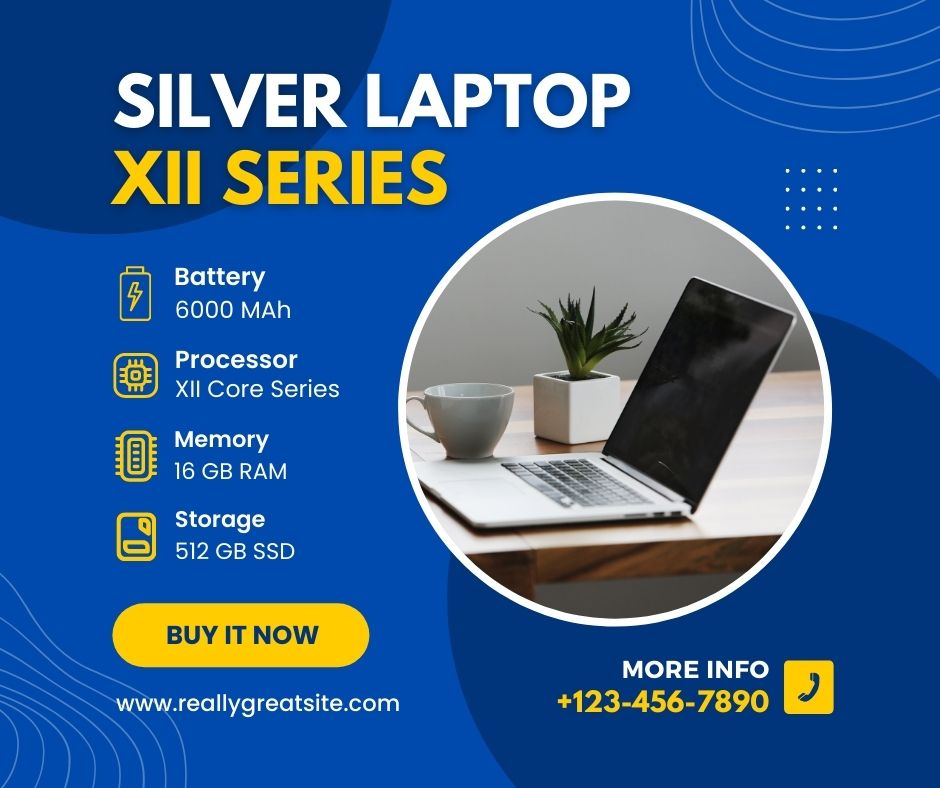 SILVER LAPTOP
XII SERIES
Battery
6000 MAh
Processor
XII Core Series
Memory
16 GB RAM
Storage
512 GB SSD
BUY IT NOW
www.reallygreatsite.com
MORE INFO
+123-456-7890